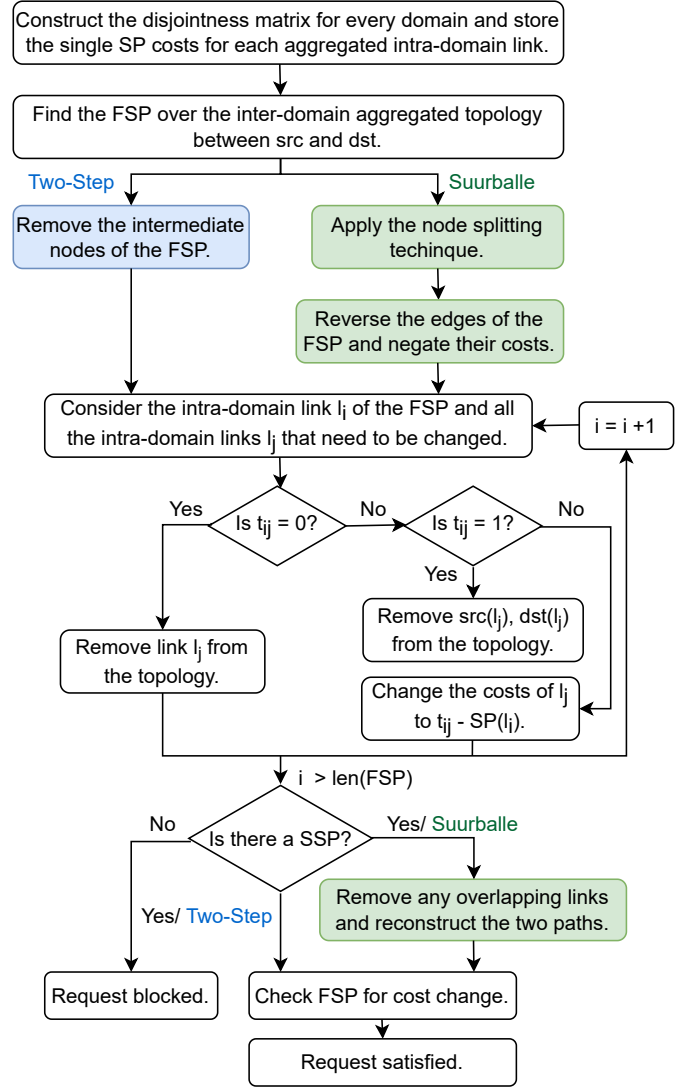 Construct the disjointness matrix for every domain and store
the single SP costs for each aggregated intra-domain link.
Find the FSP over the inter-domain aggregated topology
between src and dst.
Two-Step
Suurballe
Remove the intermediate
nodes of the FSP.
Apply the node splitting
techinque.
Reverse the edges of the
FSP and negate their costs.
Consider the intra-domain link li of the FSP and all
the intra-domain links lj that need to be changed.
i = i +1
Yes
Is tij = 0?
No
Is tij = 1?
No
Yes
Remove src(lj), dst(lj)
from the topology.
Remove link lj from
the topology.
Change the costs of lj
to tij - SP(li).
i > len(FSP)
No
Is there a SSP?
Yes/ Suurballe
Yes/ Two-Step
Remove any overlapping links
and reconstruct the two paths.
Request blocked.
Check FSP for cost change.
Request satisfied.